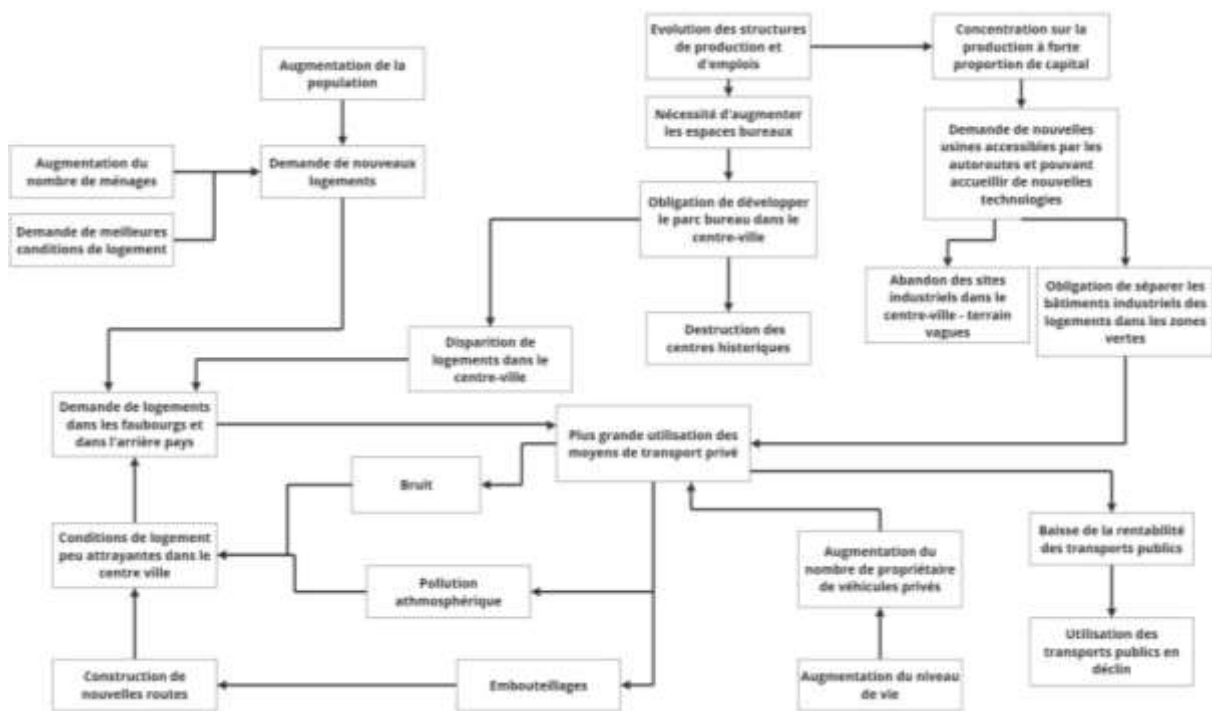 Evolution des structures
de production et
d'emplois
Concentration sur la
production à forte
proportion de capital
Augmentation de la
population
Nécessité d'augmenter
les espaces bureaux
Demande de nouvelles
usines accessibles par les
autoroutes et pouvant
accueillir de nouvelles
technologies
Augmentation du
nombre de ménages
Demande de nouveaux
logements
Obligation de développer
le parc bureau dans le
centre-ville
Demande de meilleures
conditions de logement
Abandon des sites
industriels dans le
centre-ville - terrain
vagues
Obligation de séparer les
bâtiments industriels des
logements dans les zones
vertes
Destruction des
centres historiques
Disparition de
logements dans le
centre-ville
Demande de logements
dans les faubourgs et
dans l'arrière pays
Plus grande utilisation des
moyens de transport privé
Bruit
Conditions de logement
peu attrayantes dans le
centre ville
Augmentation du
nombre de propriétaire
de véhicules privés
Baisse de la rentabilité
des transports publics
Pollution
athmosphérique
Utilisation des
transports publics en
déclin
Construction de
nouvelles routes
Embouteillages
Augmentation du niveau
de vie